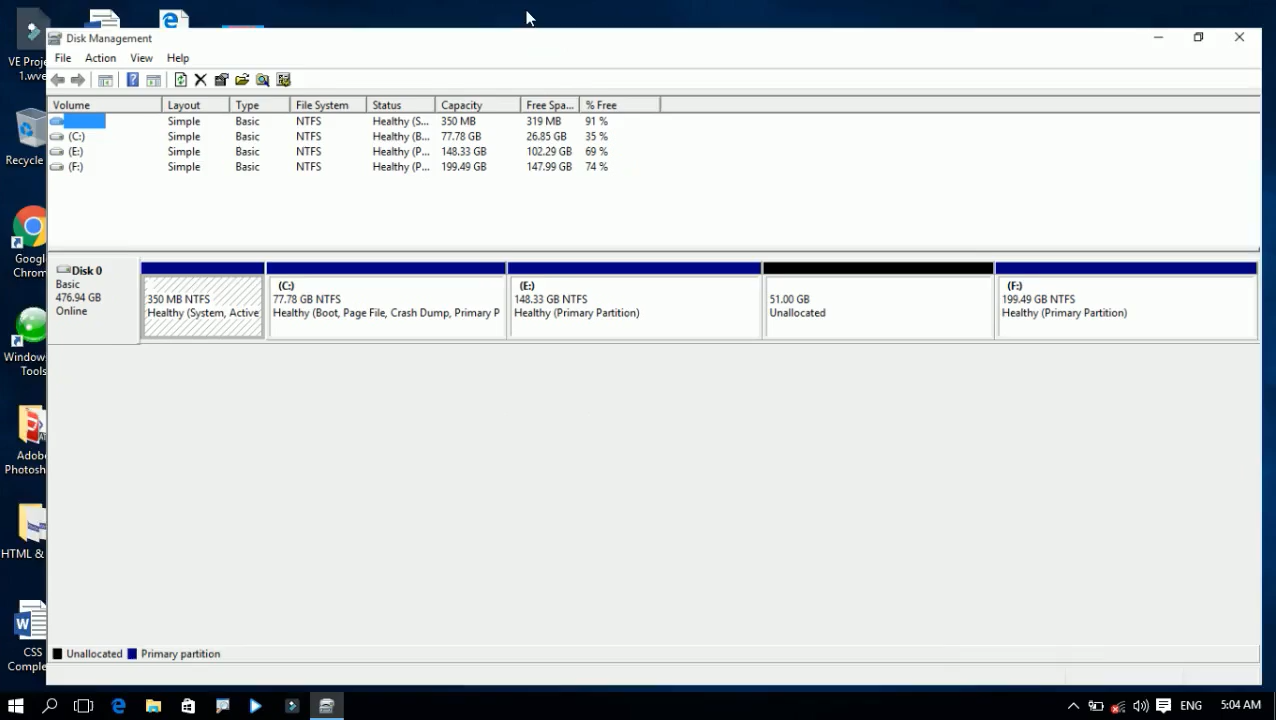 VE Proje
1.wve
Recycle
Google
Chrom
Windows
Tools
Adobe
Photosh
HTML &
CSS
Comple
Disk Management
File Action View Help
Volume Layout Type File System Status Capacity Free Spa... % Free
Simple Basic NTFS Healthy (S... 350 MB 319 MB 91 %
(C:) Simple Basic NTFS Healthy (B... 77.78 GB 26.85 GB 35 %
(E:) Simple Basic NTFS Healthy (P... 148.33 GB 102.29 GB 69 %
(F:) Simple Basic NTFS Healthy (P... 199.49 GB 147.99 GB 74 %
Disk 0
Basic
476.94 GB
Online
350 MB NTFS
Healthy (System, Active
(C:)
77.78 GB NTFS
Healthy (Boot, Page File, Crash Dump, Primary P
(E:)
148.33 GB NTFS
Healthy (Primary Partition)
51.00 GB
Unallocated
(F:)
199.49 GB NTFS
Healthy (Primary Partition)
Unallocated Primary partition
ENG 5:04 AM